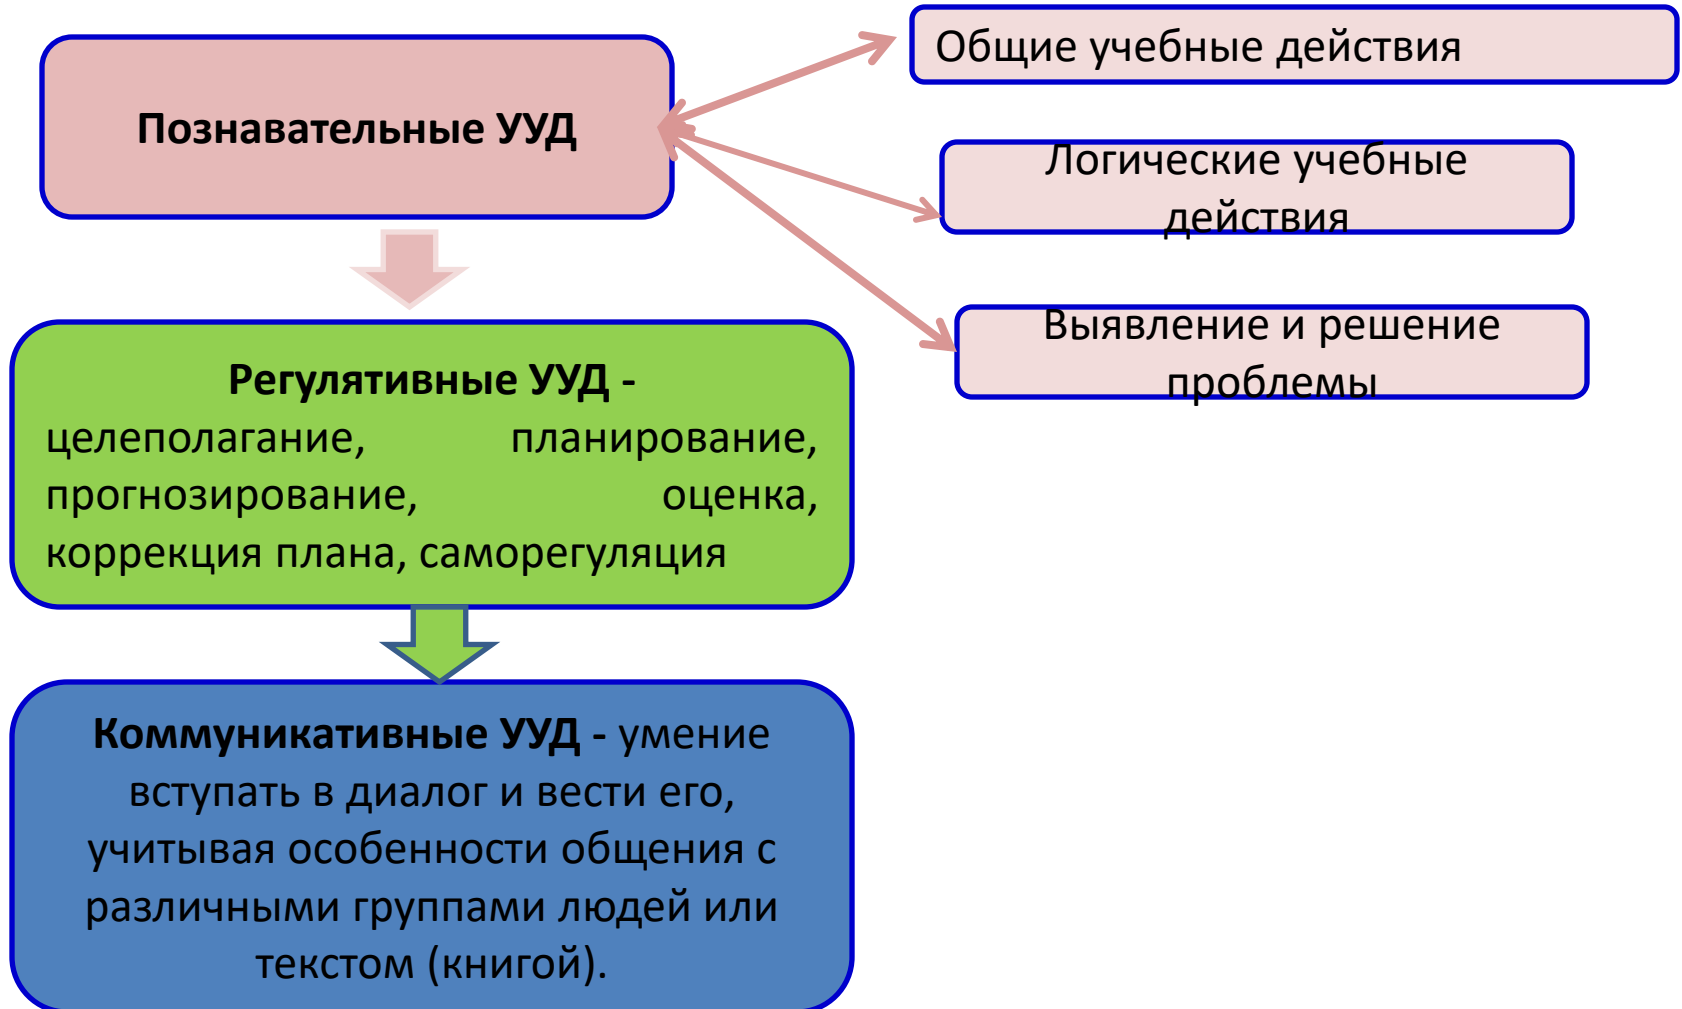 Познавательные УУД
Общие учебные действия
Логические учебные
действия
Выявление и решение
проблемы
Регулятивные УУД -
целеполагание, планирование,
прогнозирование, оценка,
коррекция плана, саморегуляция
Коммуникативные УУД - умение
вступать в диалог и вести его,
учитывая особенности общения с
различными группами людей или
текстом (книгой).